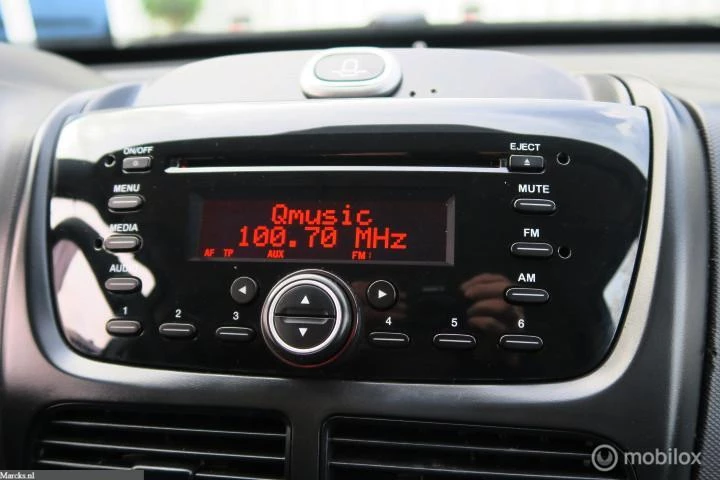 ON/OFF
EJECT
MENU
MUTE
MEDIA
FM
AUDIO
AM
Qmusic
100.70 MHz
AF TP AUX FM:
1 2 3 4 5 6
mobilox
Marcks.nl